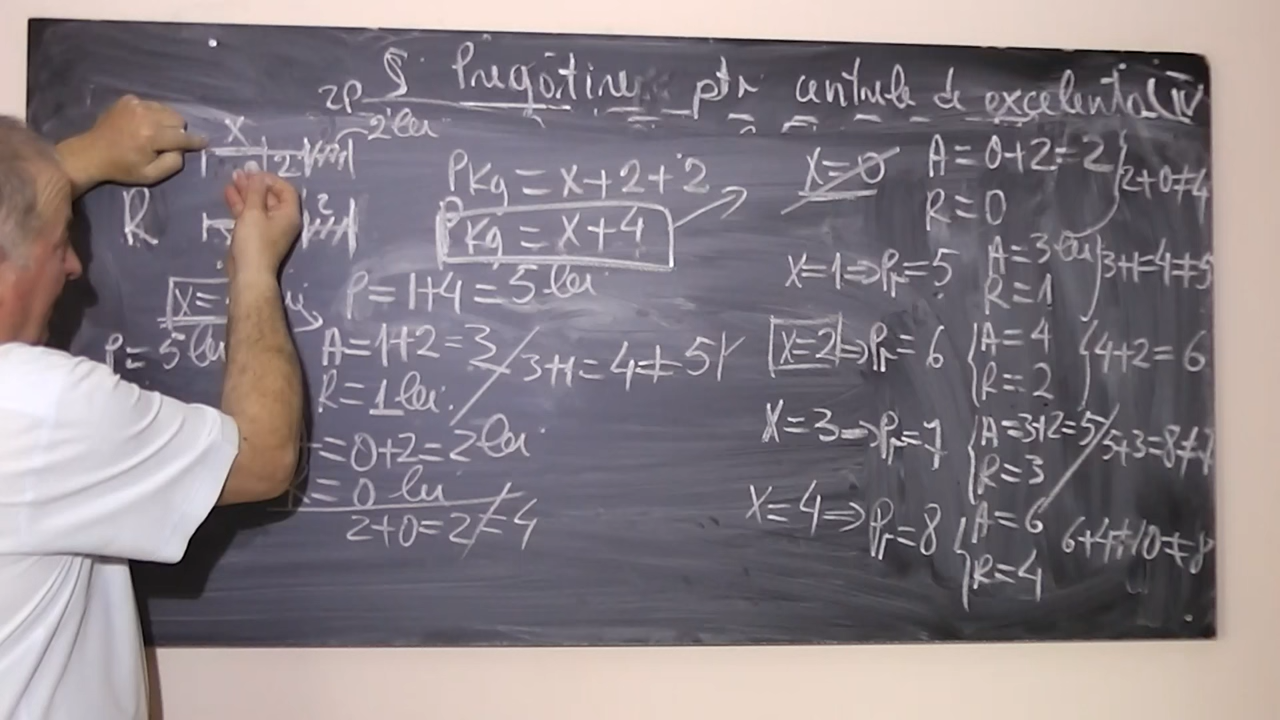 § Pregătire ptr centrele de excelență (IV
2P
2 lei
X
2
R
2
PKg = X+2+2
PKg = X+4
P=1+4=5 lei
X=
P=5 lei
A=1+2=3
R=1 lei.
3+1=4≠5
=0+2=2 lei
=0 lei
2+0=2≠4
X=0
A=0+2=2
R=0
2+0≠4
X=1⇒Pr=5
A=3 lei
R=1
3+1=4≠5
X=2⇒Pr=6
A=4
R=2
4+2=6
X=3→Pr=7
A=3+2=5
R=3
5+3=8≠7
X=4⇒Pr=8
A=6
R=4
6+4≠10≠8